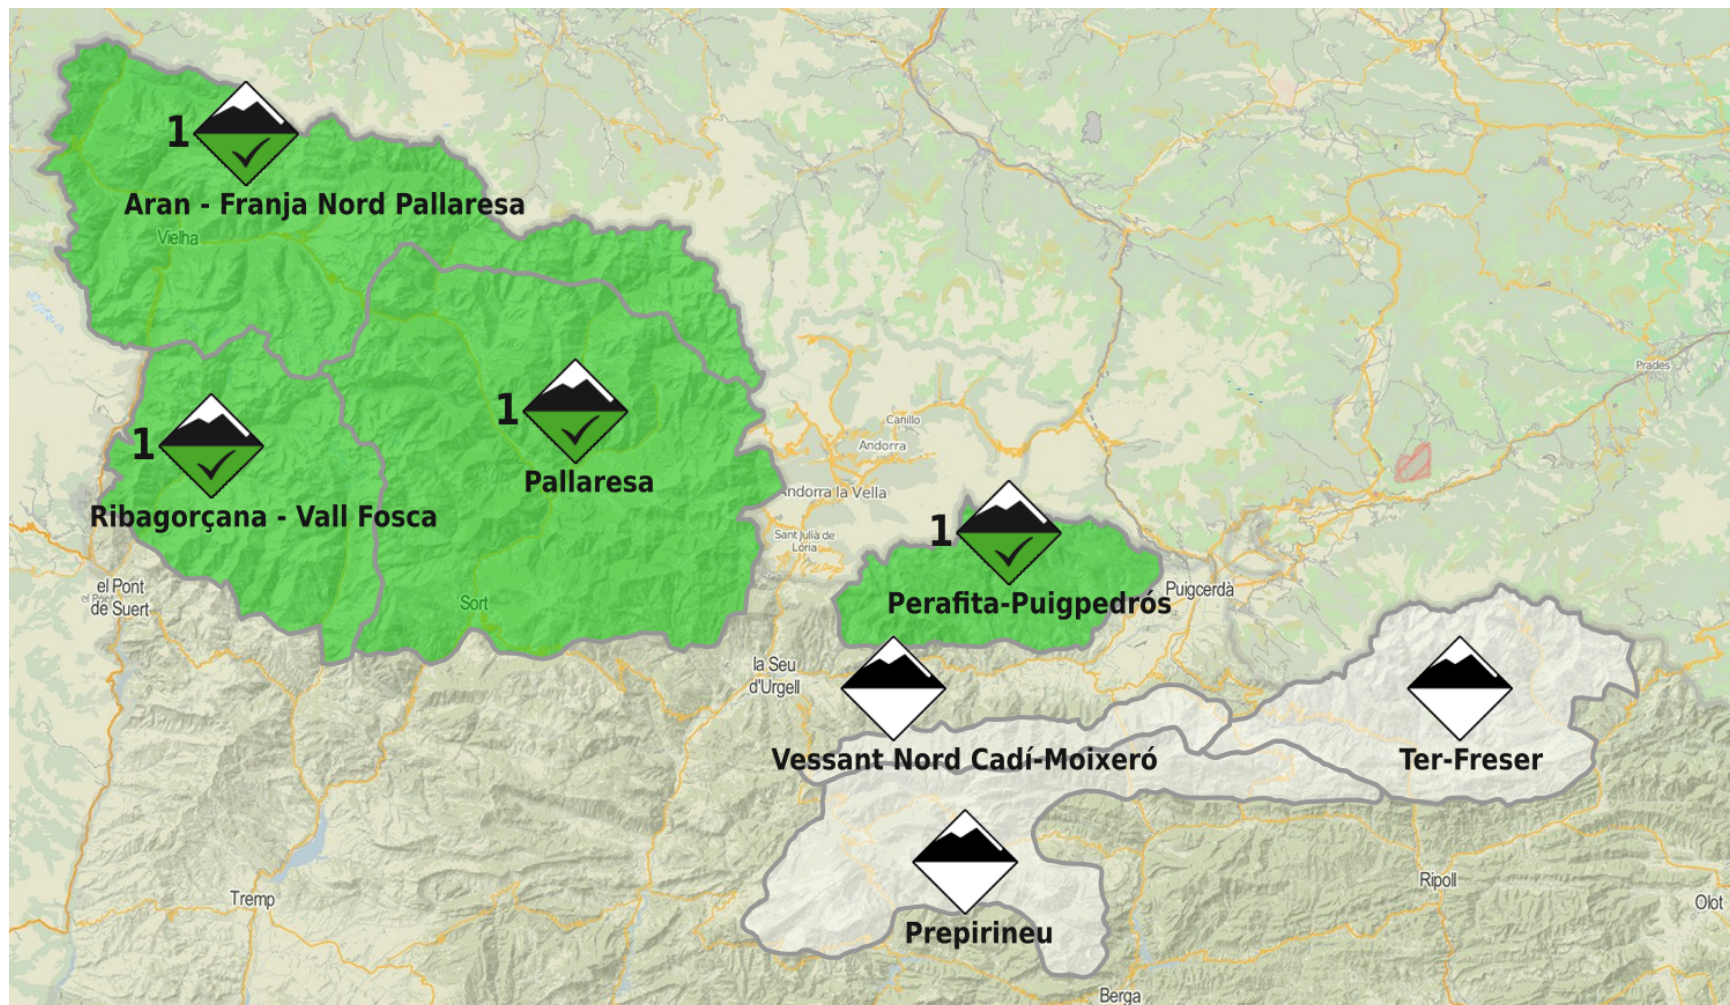 1
Aran - Franja Nord Pallaresa
Vielha
Prades
1
Pallaresa
1
Ribagorçana - Vall Fosca
Canillo
Andorra
Andorra la Vella
Sant Julià de
Lòria
1
Perafita-Puigpedrós
Puigcerdà
el Pont
de Suert
Sort
la Seu
d'Urgell
Vessant Nord Cadí-Moixeró
Ter-Freser
Prepirineu
Tremp
Ripoll
Olot
Berga